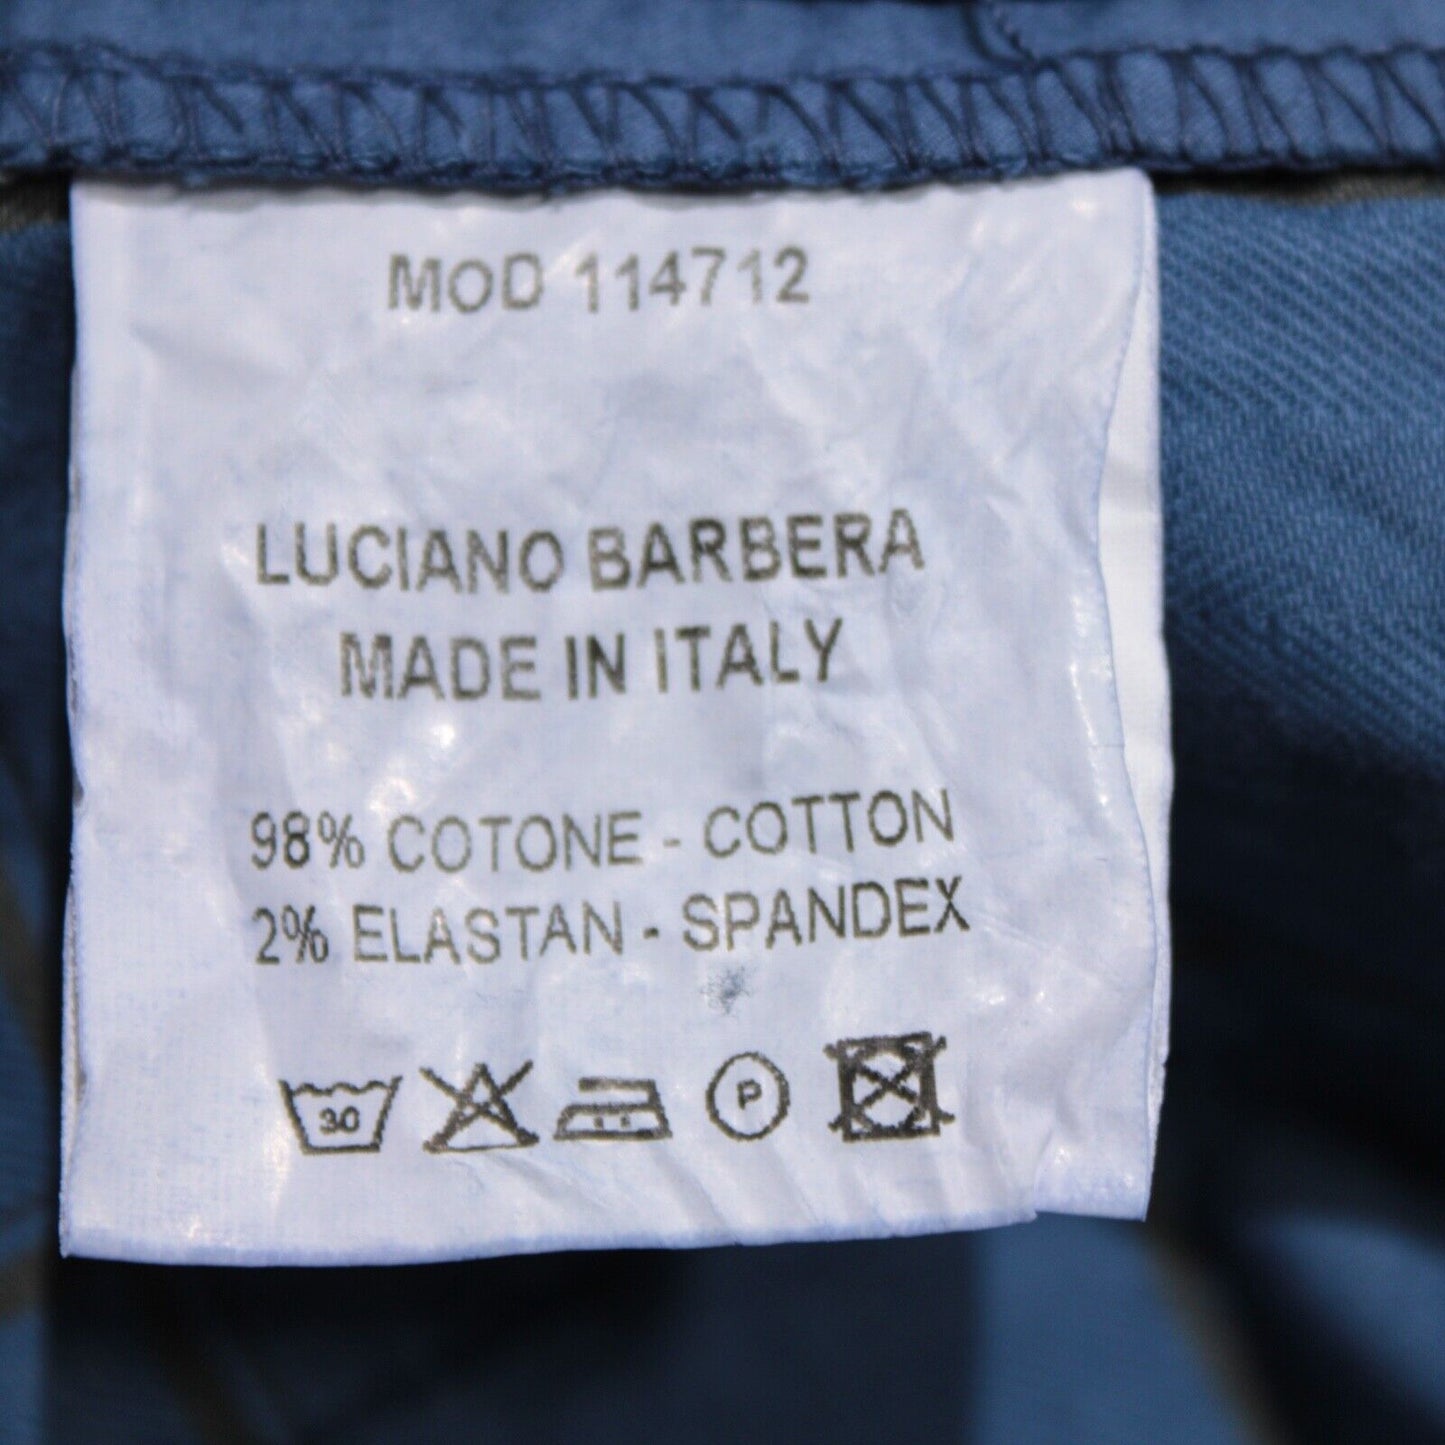 MOD 114712
LUCIANO BARBERA
MADE IN ITALY
98% COTONE - COTTON
2% ELASTAN - SPANDEX
30 P